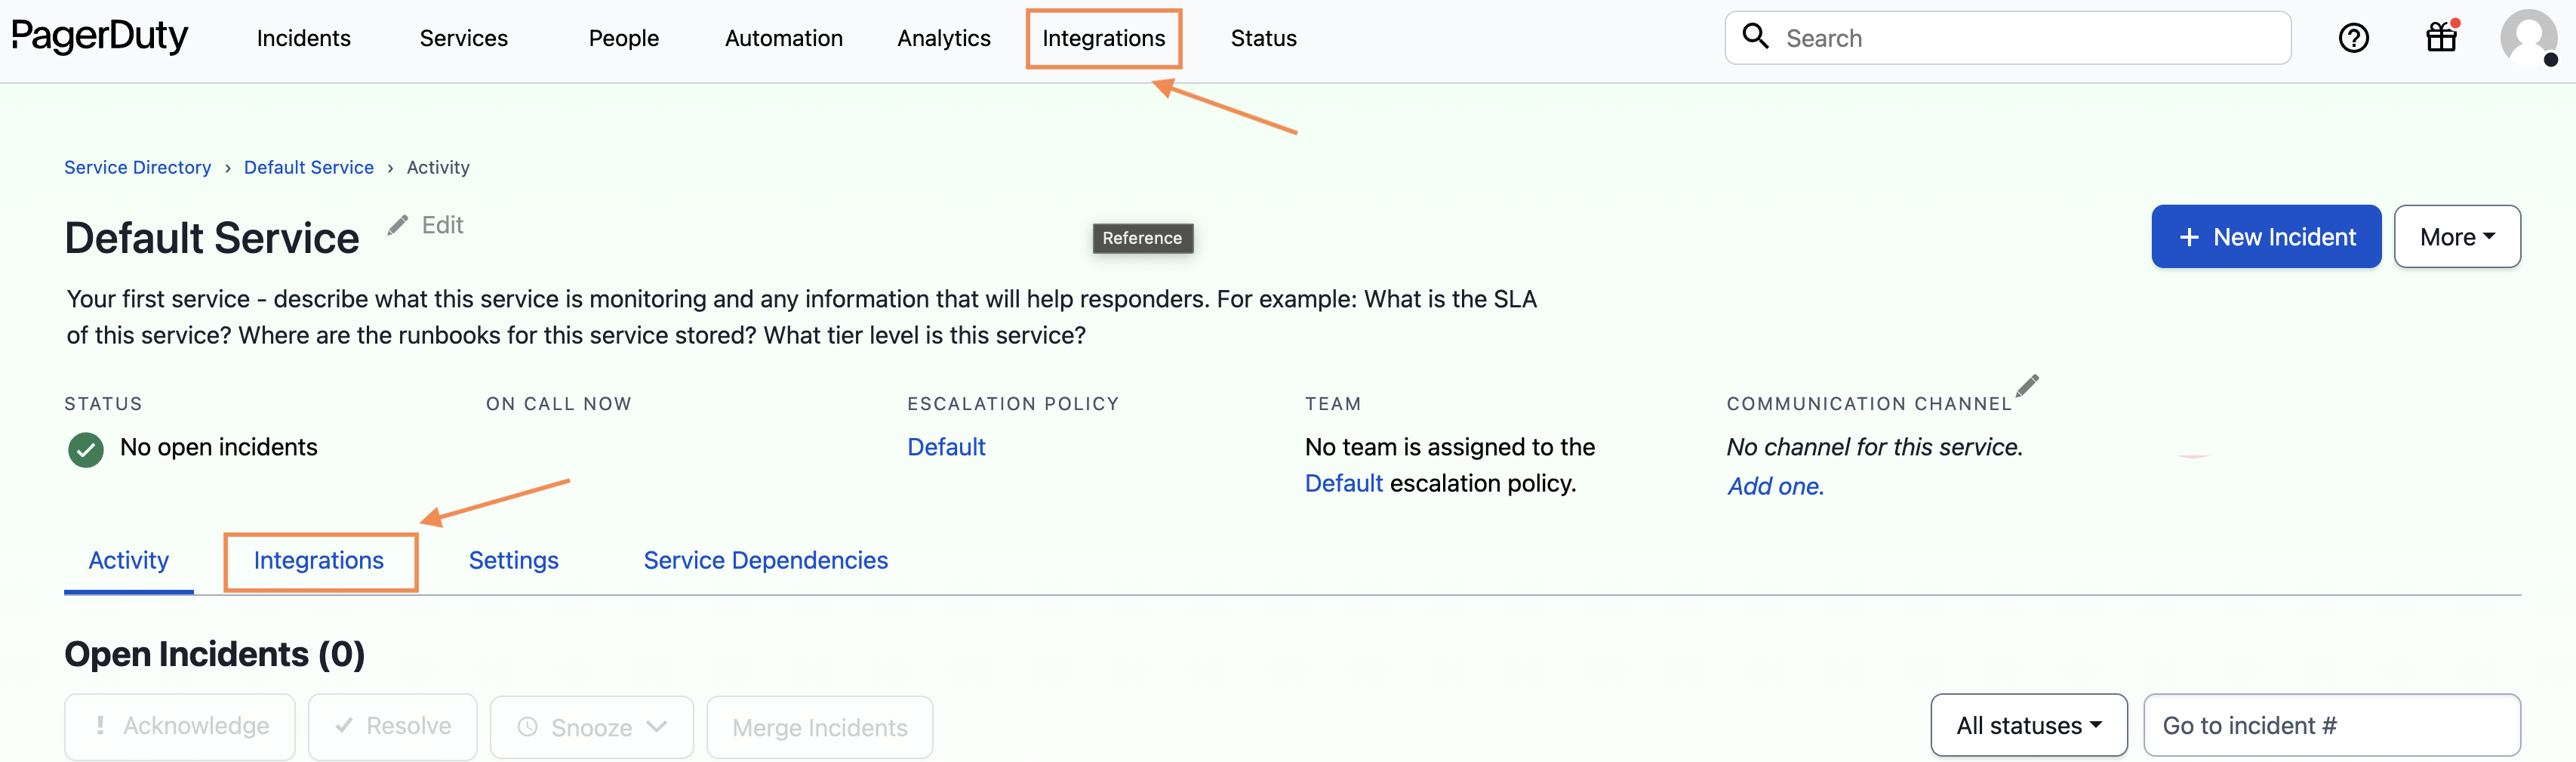 PagerDuty Incidents Services People Automation Analytics Integrations Status Search
Service Directory › Default Service › Activity
Default Service Edit
Reference
+ New Incident More
Your first service - describe what this service is monitoring and any information that will help responders. For example: What is the SLA
of this service? Where are the runbooks for this service stored? What tier level is this service?
STATUS ON CALL NOW ESCALATION POLICY TEAM COMMUNICATION CHANNEL
No open incidents Default No team is assigned to the No channel for this service.
Default escalation policy. Add one.
Activity Integrations Settings Service Dependencies
Open Incidents (0)
! Acknowledge Resolve Snooze Merge Incidents All statuses Go to incident #